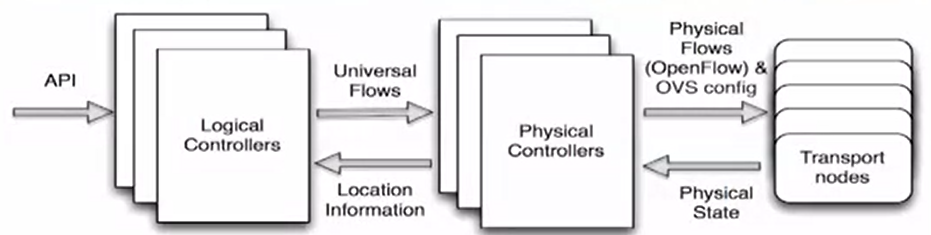 API
Logical
Controllers
Universal
Flows
Location
Information
Physical
Controllers
Physical
Flows
(OpenFlow) &
OVS config
Physical
State
Transport
nodes